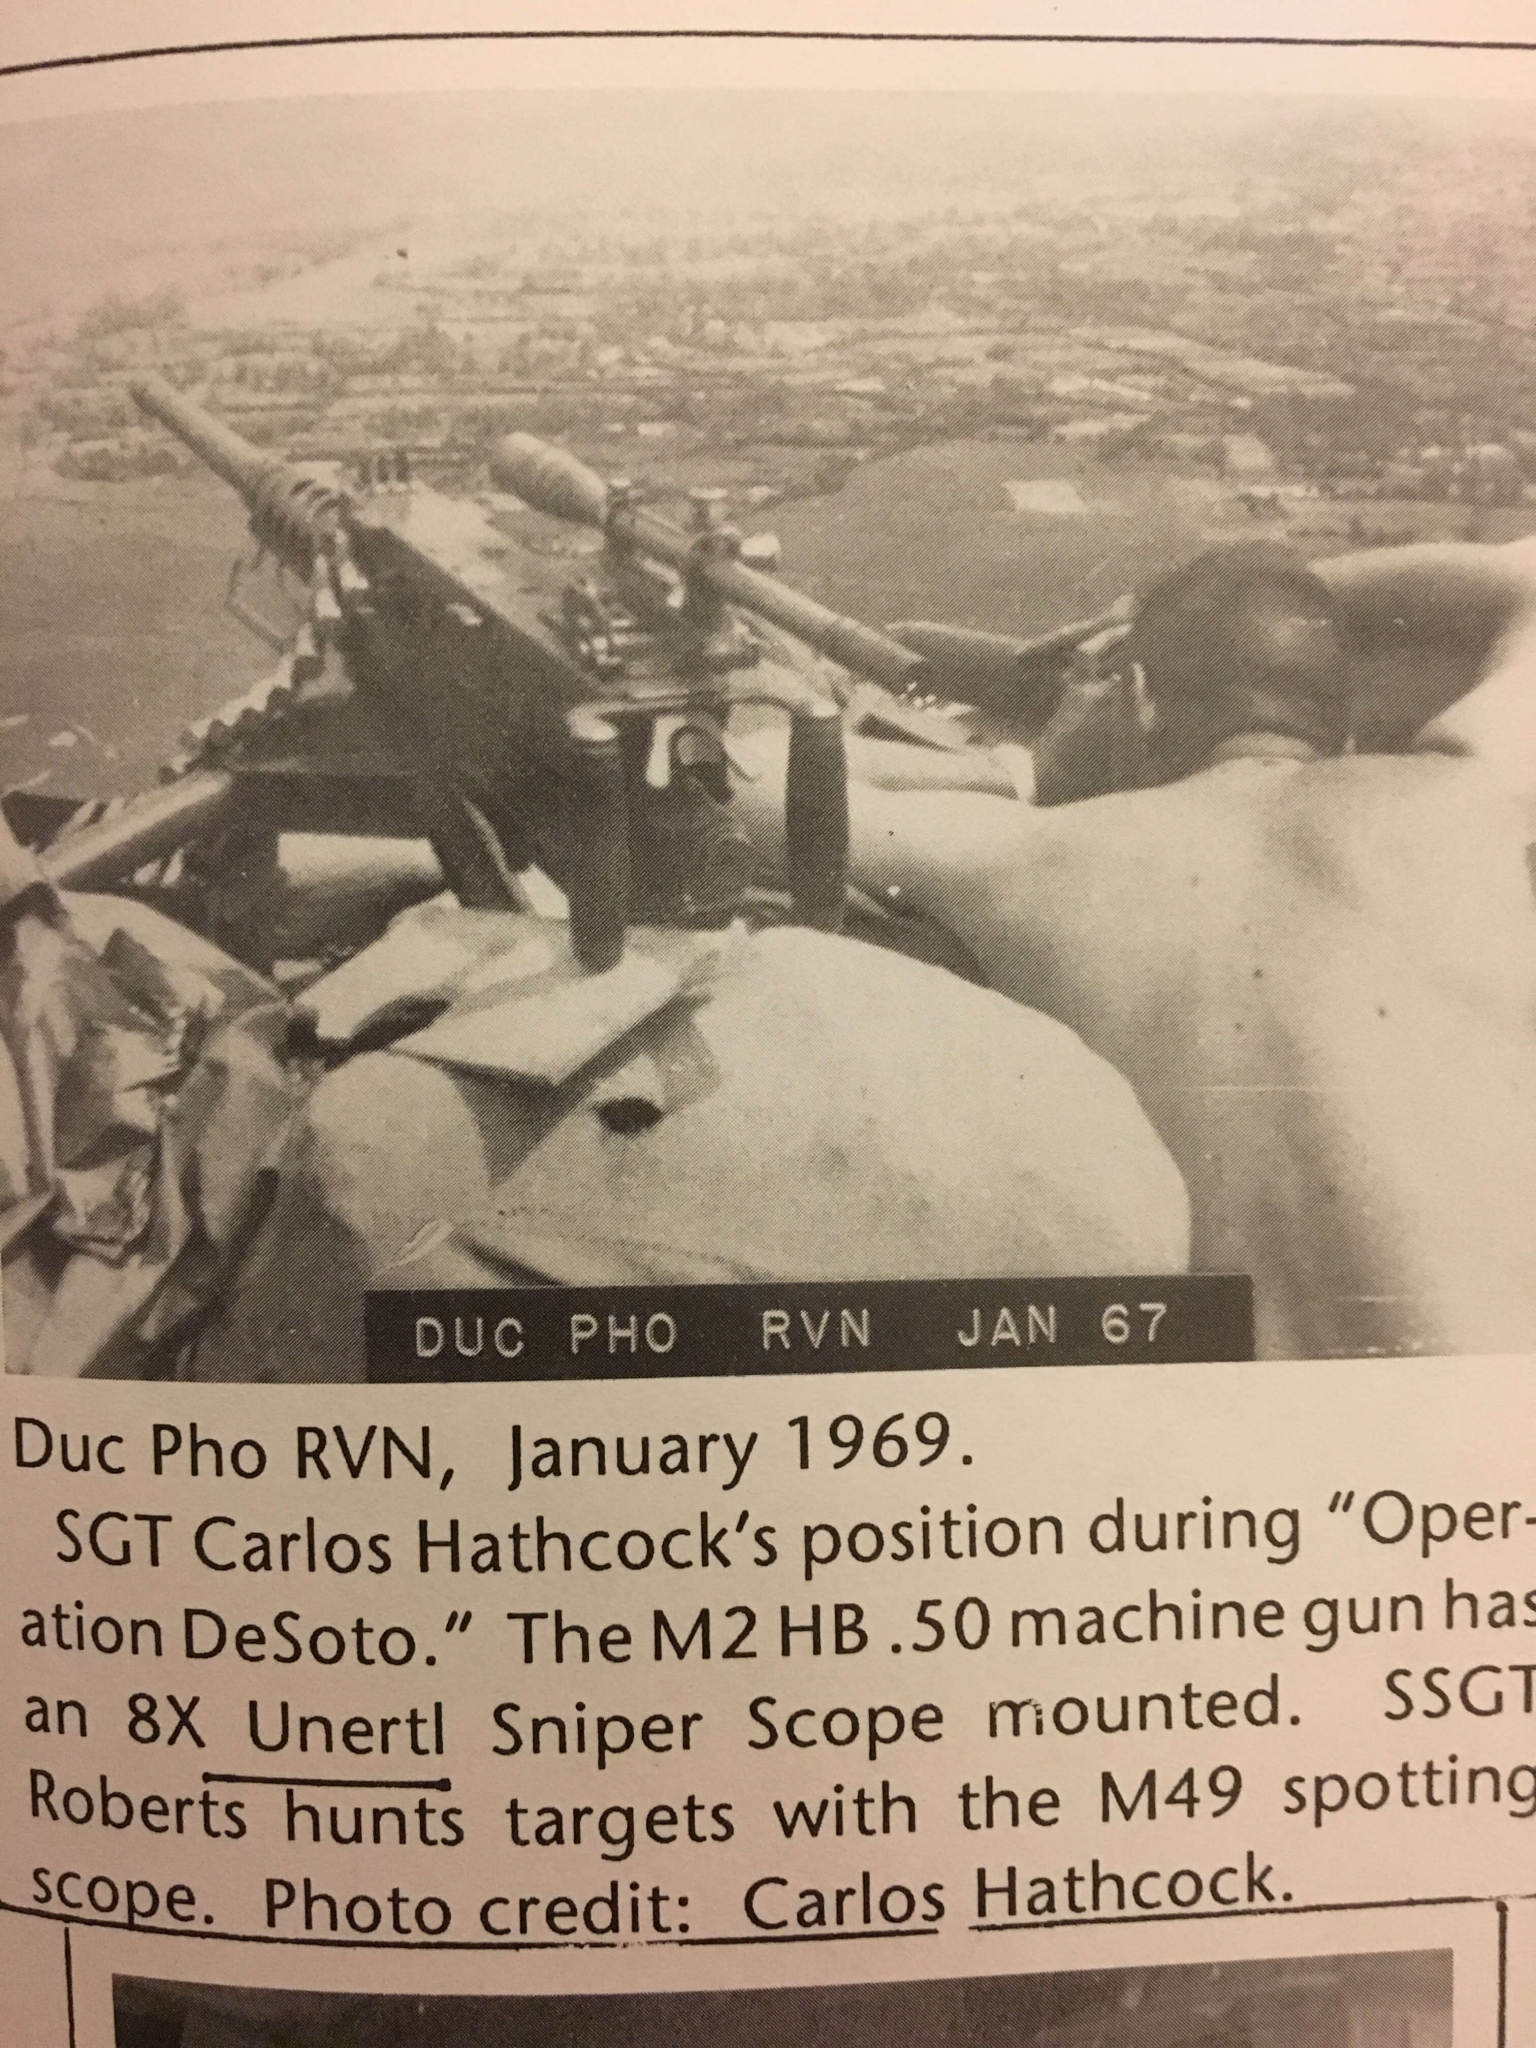 DUC PHO RVN JAN 67
Duc Pho RVN, January 1969.
SGT Carlos Hathcock's position during "Oper-
ation DeSoto." The M2 HB .50 machine gun has
an 8X Unertl Sniper Scope mounted. SSGT
Roberts hunts targets with the M49 spotting
scope. Photo credit: Carlos Hathcock.